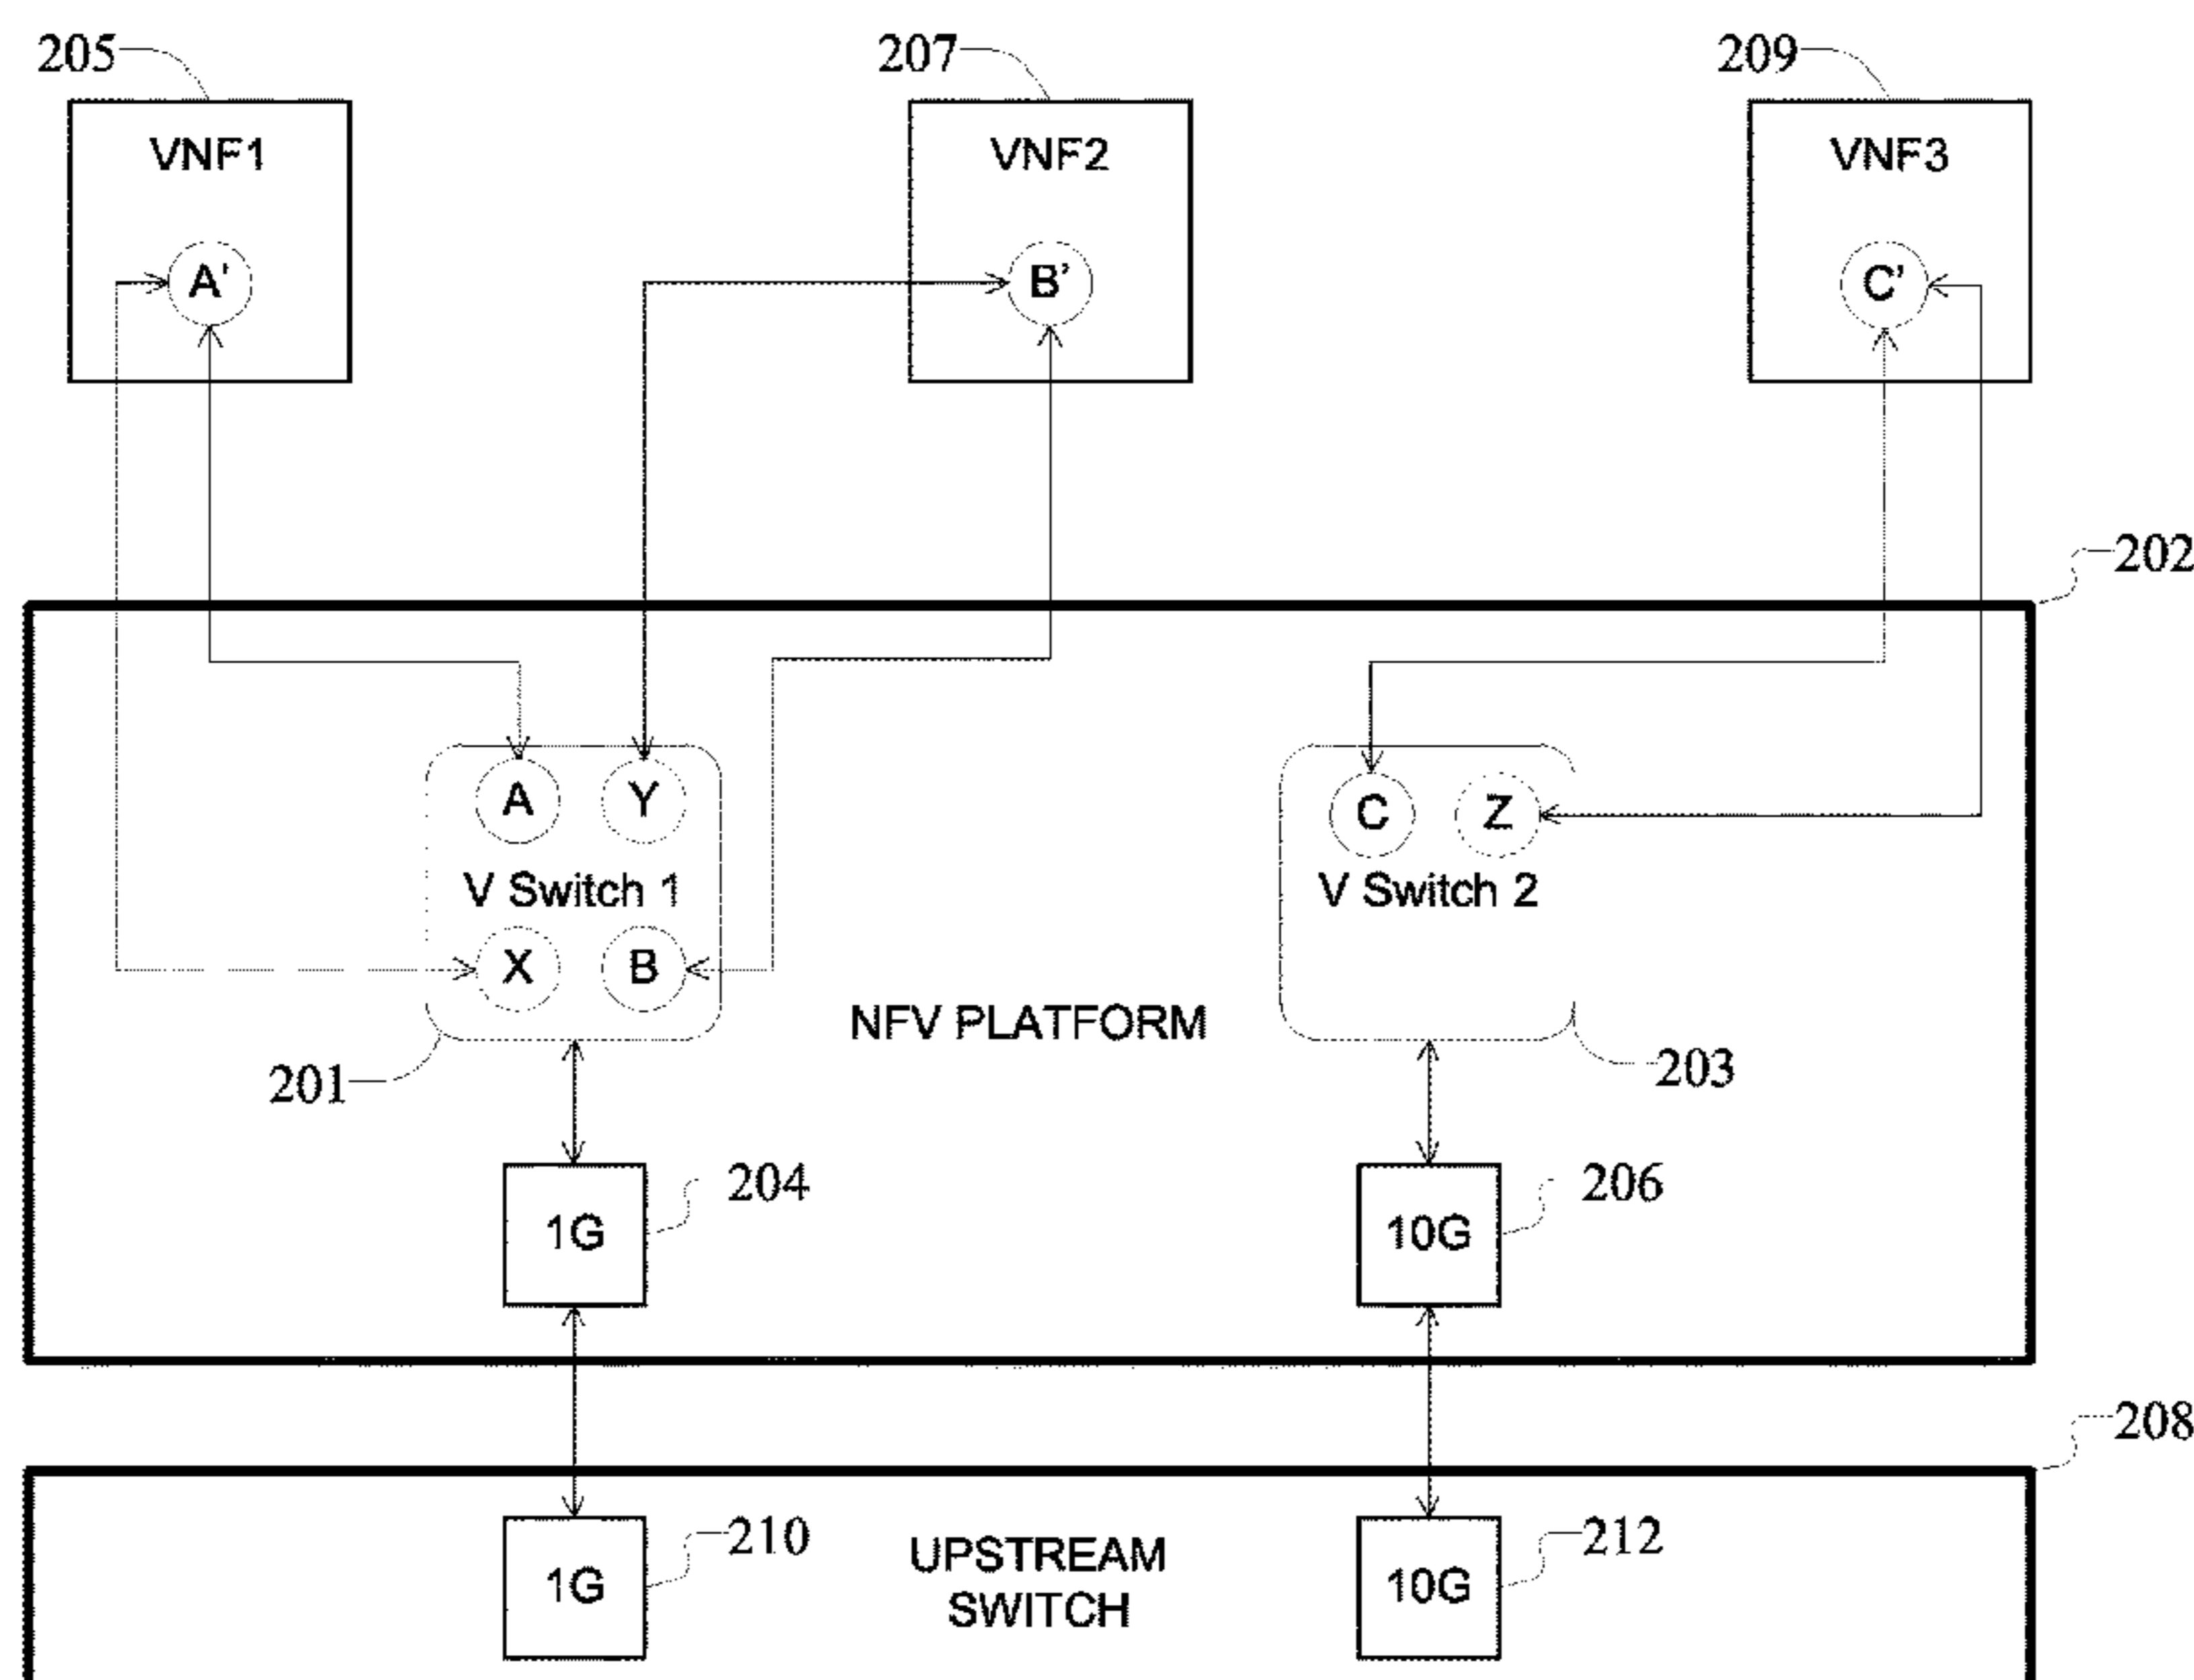 205
207
209
VNF1
VNF2
VNF3
A'
B'
C'
202
A
Y
C
Z
V Switch 1
V Switch 2
X
B
NFV PLATFORM
201
203
204
206
1G
10G
208
210
212
1G
UPSTREAM
SWITCH
10G